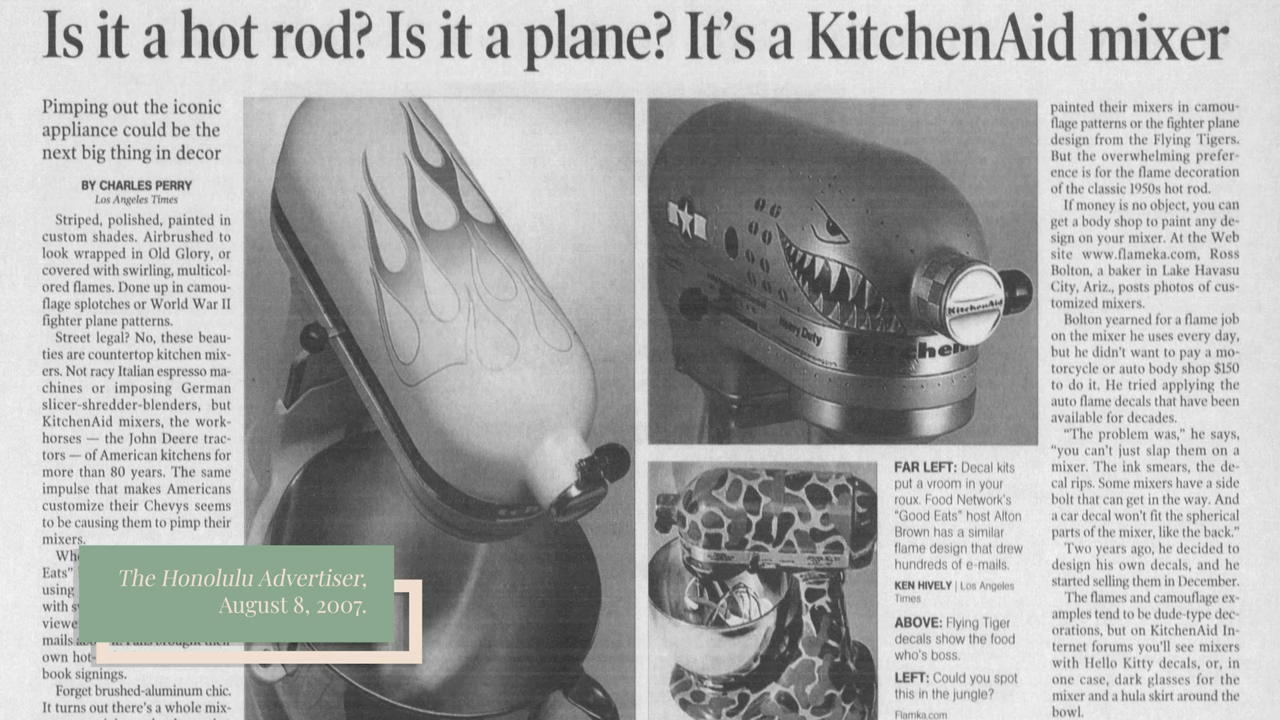 Is it a hot rod? Is it a plane? It's a KitchenAid mixer
Pimping out the iconic
appliance could be the
next big thing in decor
BY CHARLES PERRY
Los Angeles Times
Striped, polished, painted in
custom shades. Airbrushed to
look wrapped in Old Glory, or
covered with swirling, multicol-
ored flames. Done up in camou-
flage splotches or World War II
fighter plane patterns.
Street legal? No, these beau-
ties are countertop kitchen mix-
ers. Not racy Italian espresso ma-
chines or imposing German
slicer-shredder-blenders, but
KitchenAid mixers, the work-
horses — the John Deere trac-
tors — of American kitchens for
more than 80 years. The same
impulse that makes Americans
customize their Chevys seems
to be causing them to pimp their
mixers.
Eats"
using
with
mails
own hot-
book signings.
Forget brushed-aluminum chic.
It turns out there's a whole mix-
The Honolulu Advertiser,
August 8, 2007.
KitchenAid
Heavy Duty
FAR LEFT: Decal kits
put a vroom in your
roux. Food Network's
"Good Eats" host Alton
Brown has a similar
flame design that drew
hundreds of e-mails.
KEN HIVELY | Los Angeles
Times
ABOVE: Flying Tiger
decals show the food
who's boss.
LEFT: Could you spot
this in the jungle?
Flamka.com
painted their mixers in camou-
flage patterns or the fighter plane
design from the Flying Tigers.
But the overwhelming prefer-
ence is for the flame decoration
of the classic 1950s hot rod.
If money is no object, you can
get a body shop to paint any de-
sign on your mixer. At the Web
site www.flameka.com, Ross
Bolton, a baker in Lake Havasu
City, Ariz., posts photos of cus-
tomized mixers.
Bolton yearned for a flame job
on the mixer he uses every day,
but he didn't want to pay a mo-
torcycle or auto body shop $150
to do it. He tried applying the
auto flame decals that have been
available for decades.
"The problem was," he says,
"you can't just slap them on a
mixer. The ink smears, the de-
cal rips. Some mixers have a side
bolt that can get in the way. And
a car decal won't fit the spherical
parts of the mixer, like the back."
Two years ago, he decided to
design his own decals, and he
started selling them in December.
The flames and camouflage ex-
amples tend to be dude-type dec-
orations, but on KitchenAid In-
ternet forums you'll see mixers
with Hello Kitty decals, or, in
one case, dark glasses for the
mixer and a hula skirt around the
bowl.